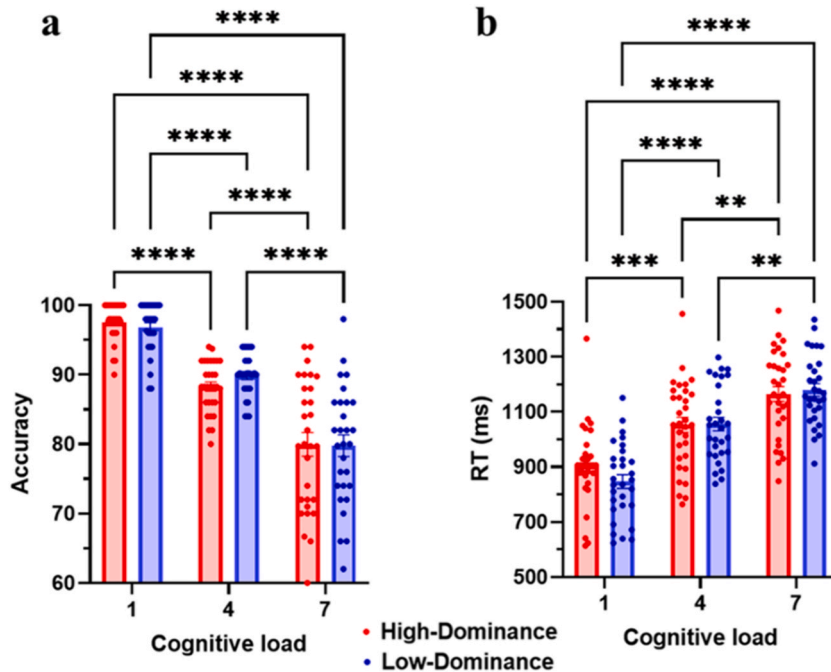 a
****
****
****
****
****
****
Accuracy
100
90
80
70
60
1 4 7
Cognitive load
b
****
****
****
**
***
**
RT (ms)
1500
1300
1100
900
700
500
1 4 7
Cognitive load
High-Dominance
Low-Dominance